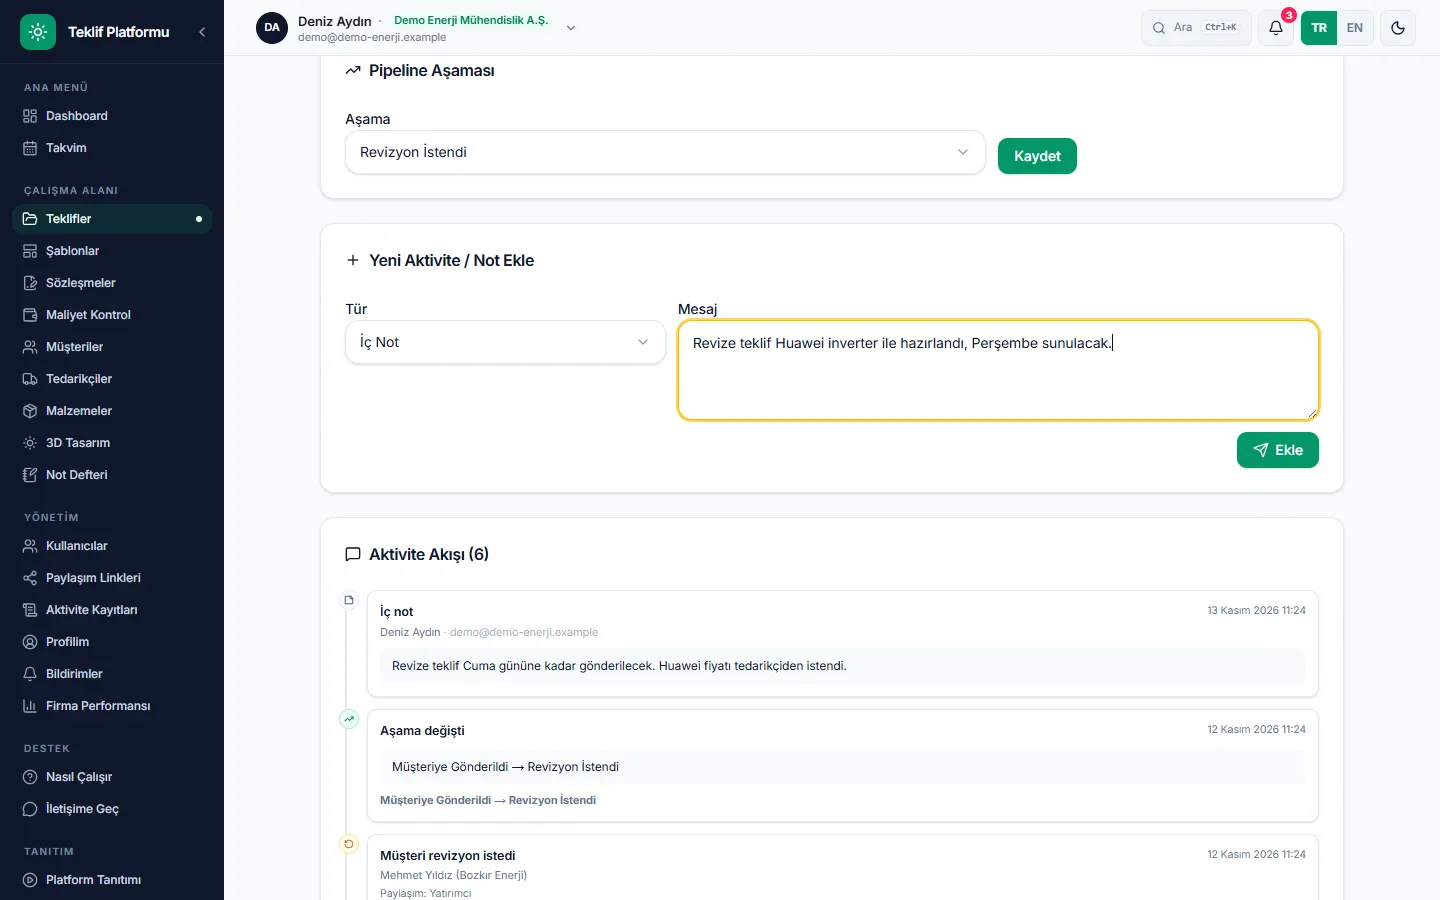 Teklif Platformu
ANA MENÜ
Dashboard
Takvim
ÇALIŞMA ALANI
Teklifler
Şablonlar
Sözleşmeler
Maliyet Kontrol
Müşteriler
Tedarikçiler
Malzemeler
3D Tasarım
Not Defteri
YÖNETİM
Kullanıcılar
Paylaşım Linkleri
Aktivite Kayıtları
Profilim
Bildirimler
Firma Performansı
DESTEK
Nasıl Çalışır
İletişime Geç
TANITIM
Platform Tanıtımı
DA
Deniz Aydın · Demo Enerji Mühendislik A.Ş.
demo@demo-enerji.example
Ara Ctrl+K
3
TR EN
Pipeline Aşaması
Aşama
Revizyon İstendi
Kaydet
Yeni Aktivite / Not Ekle
Tür
İç Not
Mesaj
Revize teklif Huawei inverter ile hazırlandı, Perşembe sunulacak.
Ekle
Aktivite Akışı (6)
İç not
13 Kasım 2026 11:24
Deniz Aydın · demo@demo-enerji.example
Revize teklif Cuma gününe kadar gönderilecek. Huawei fiyatı tedarikçiden istendi.
Aşama değişti
12 Kasım 2026 11:24
Müşteriye Gönderildi → Revizyon İstendi
Müşteriye Gönderildi → Revizyon İstendi
Müşteri revizyon istedi
12 Kasım 2026 11:24
Mehmet Yıldız (Bozkır Enerji)
Paylaşım: Yatırımcı